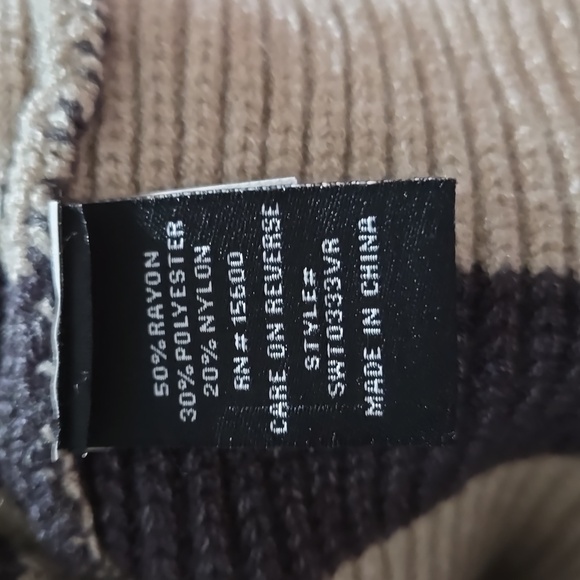 50%RAYON
30%POLYESTER
20%NYLON
RN#15600
CARE ON REVERSE
STYLE#
SWT0333VR
MADE IN CHINA